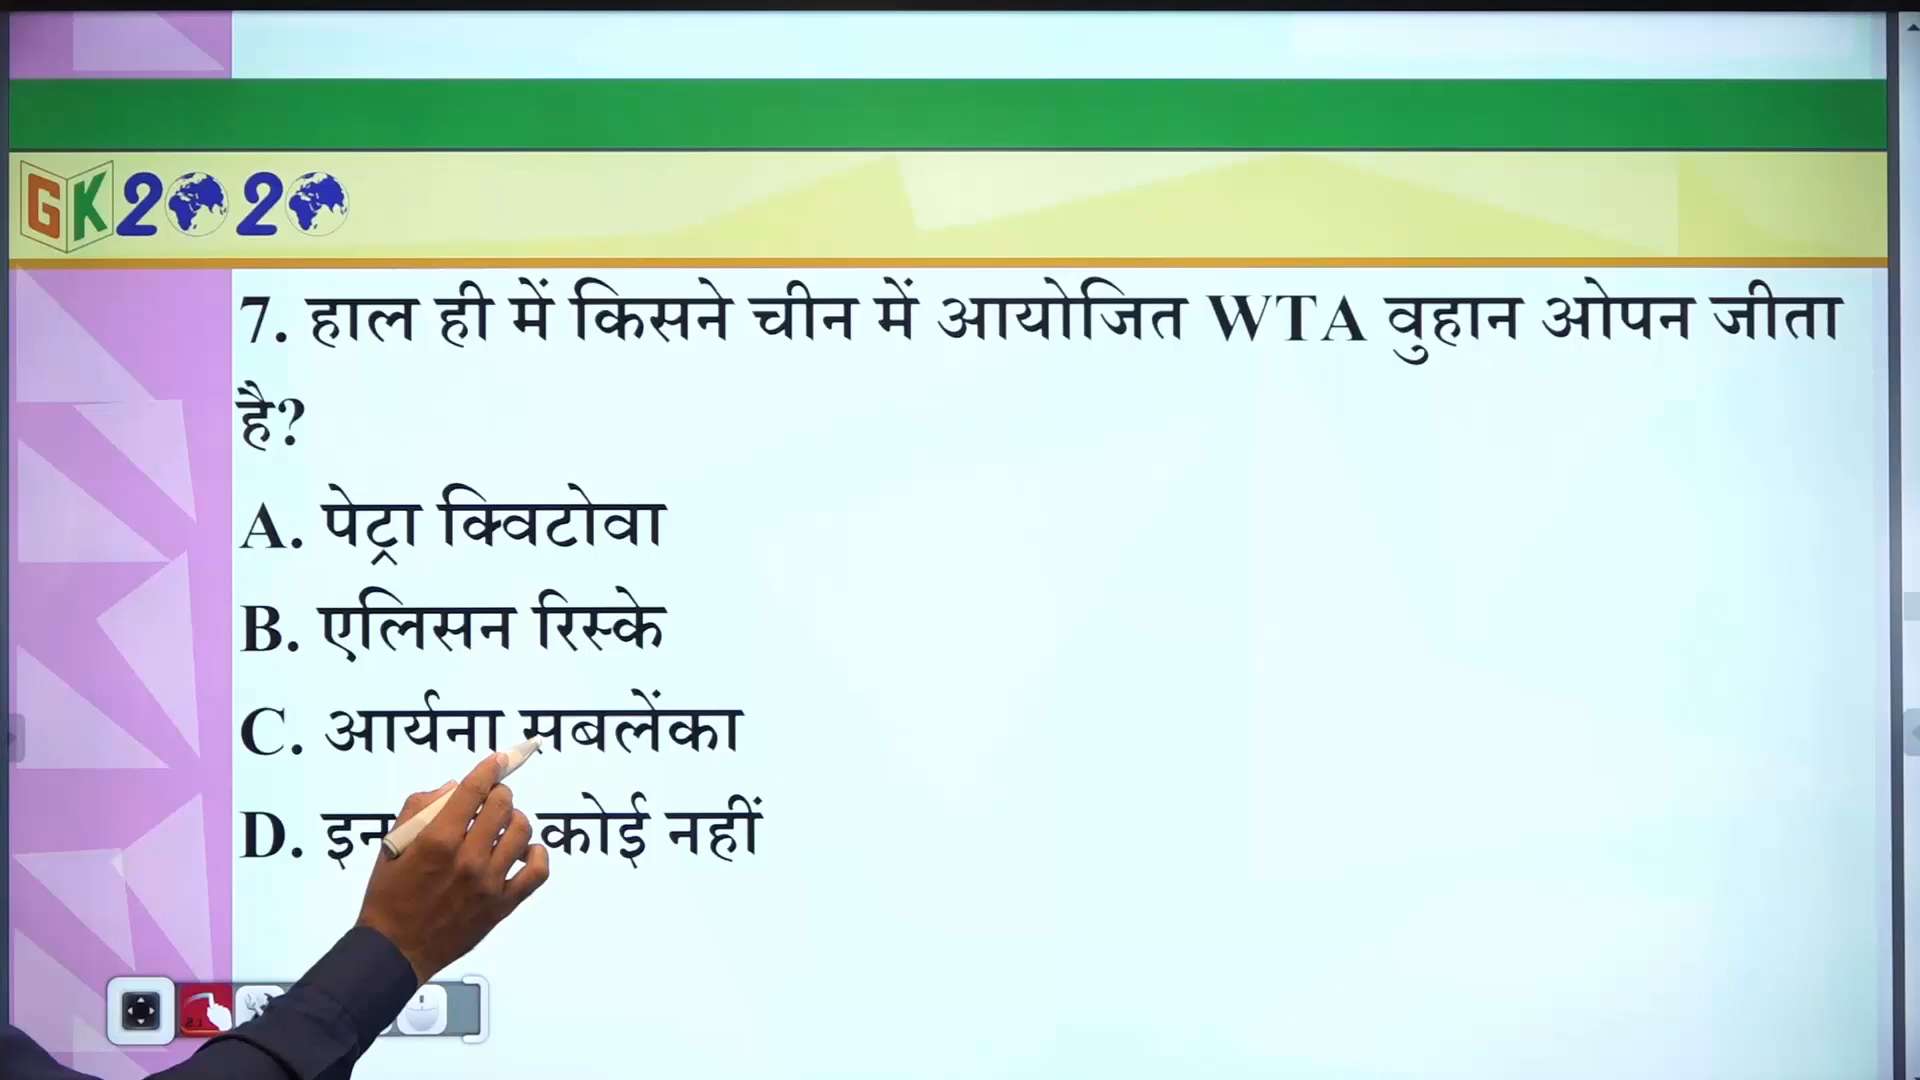 GK2020
7. हाल ही में किसने चीन में आयोजित WTA वुहान ओपन जीता
है?
A. पेट्रा क्विटोवा
B. एलिसन रिस्के
C. आर्यना सबलेंका
D. इन कोई नहीं